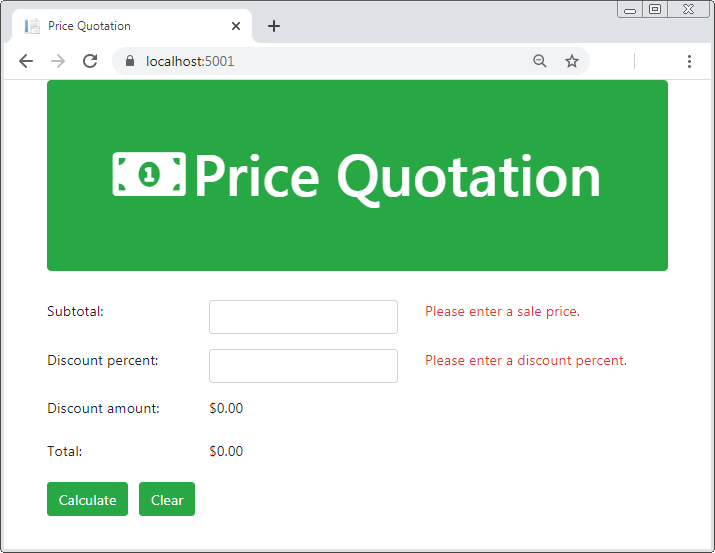 Price Quotation
localhost:5001
1 Price Quotation
Subtotal: Please enter a sale price.
Discount percent: Please enter a discount percent.
Discount amount: $0.00
Total: $0.00
Calculate Clear